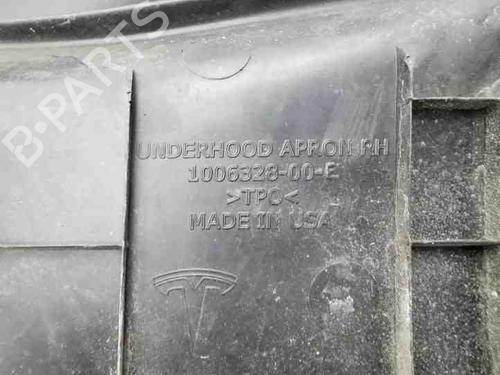 B-PARTS
UNDERHOOD APRON RH
1006328-00-E
>TPO<
MADE IN USA